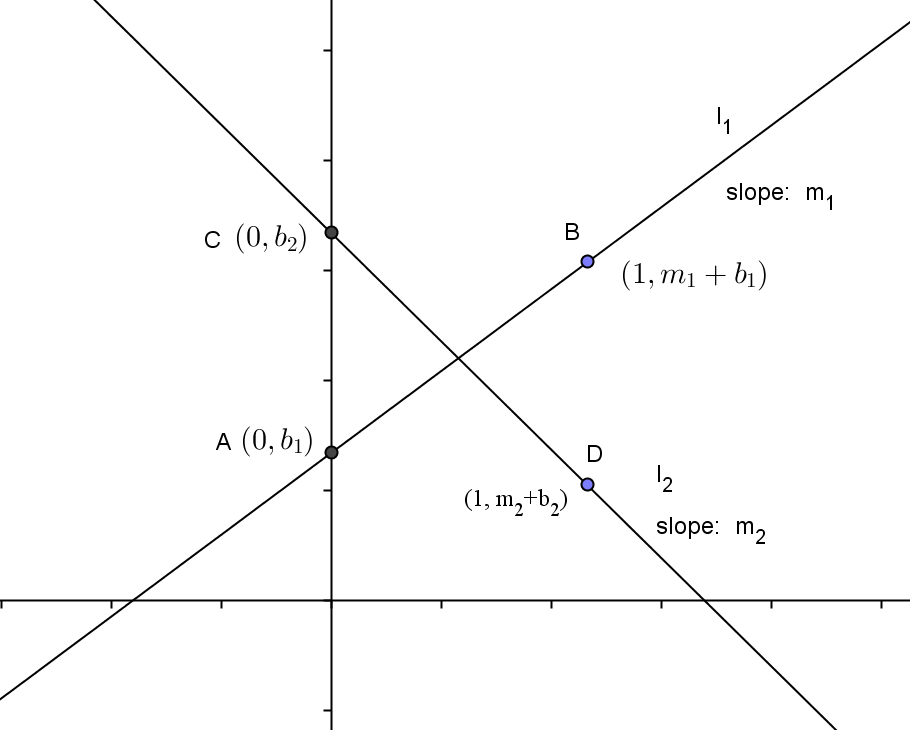 l₁
slope: m₁
C (0, b₂)
B
(1, m₁ + b₁)
A (0, b₁)
D
(1, m₂+b₂)
l₂
slope: m₂